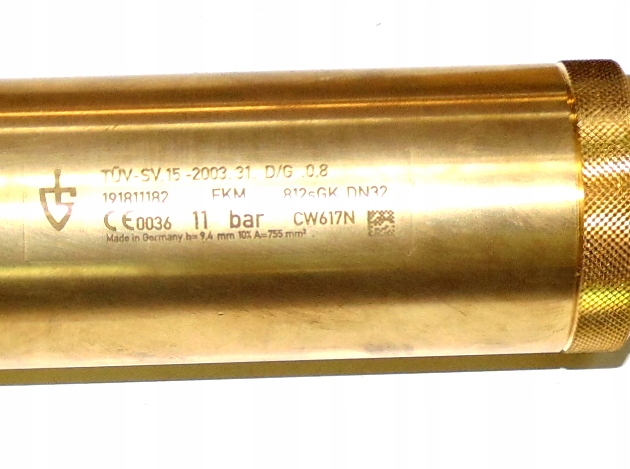 TÜV-SV.15-2003.31. D/G .0,8
191811182 FKM 812sGK DN32
CE0036 11 bar CW617N
Made in Germany h= 9,4 mm 10% A=755 mm²